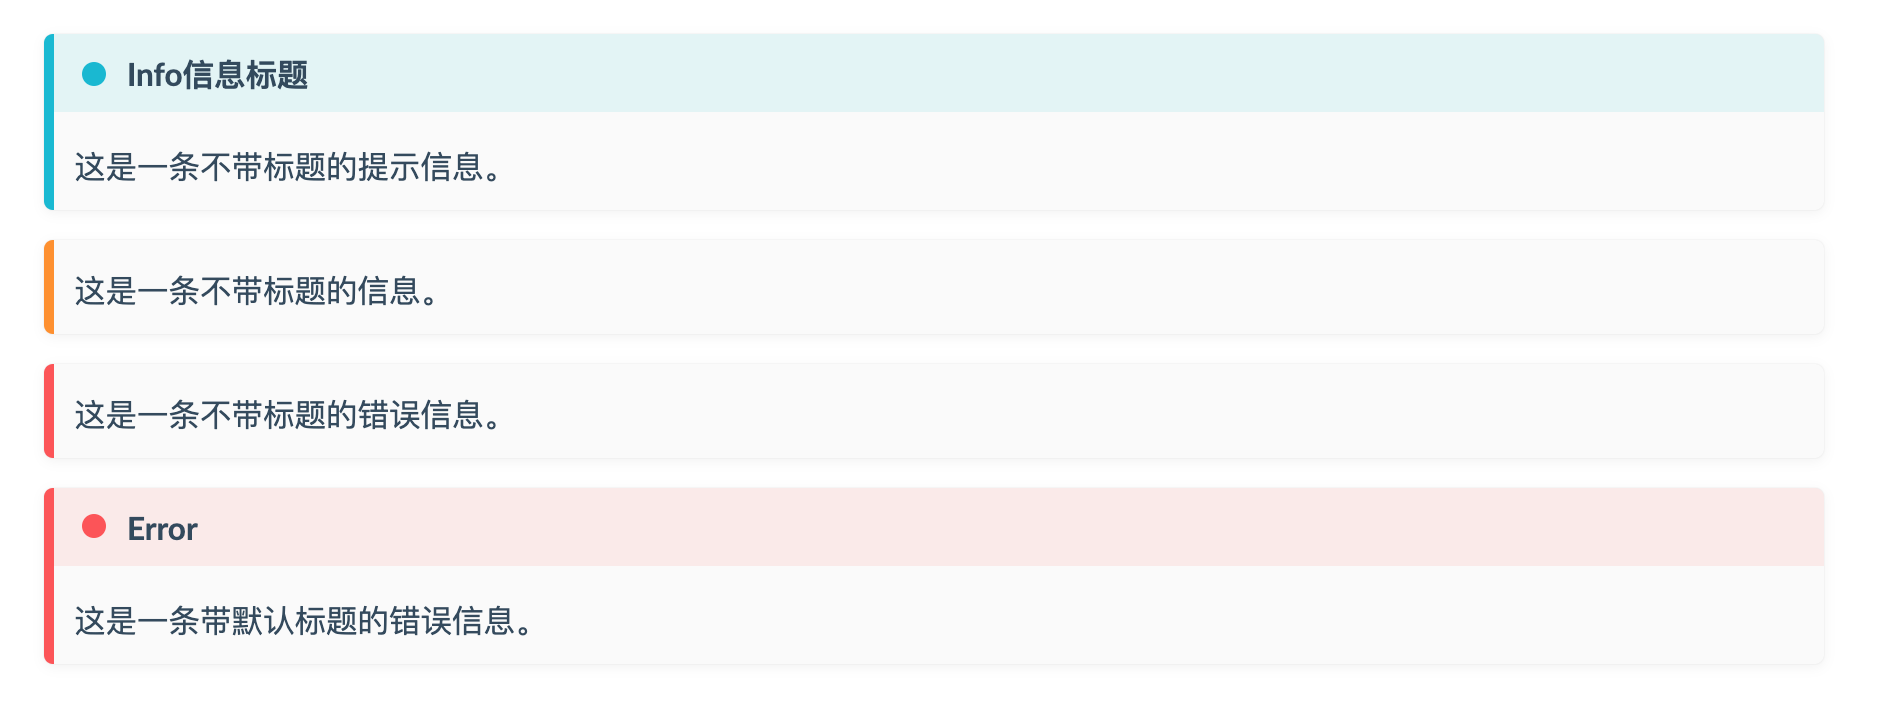 Info信息标题
这是一条不带标题的提示信息。
这是一条不带标题的信息。
这是一条不带标题的错误信息。
Error
这是一条带默认标题的错误信息。